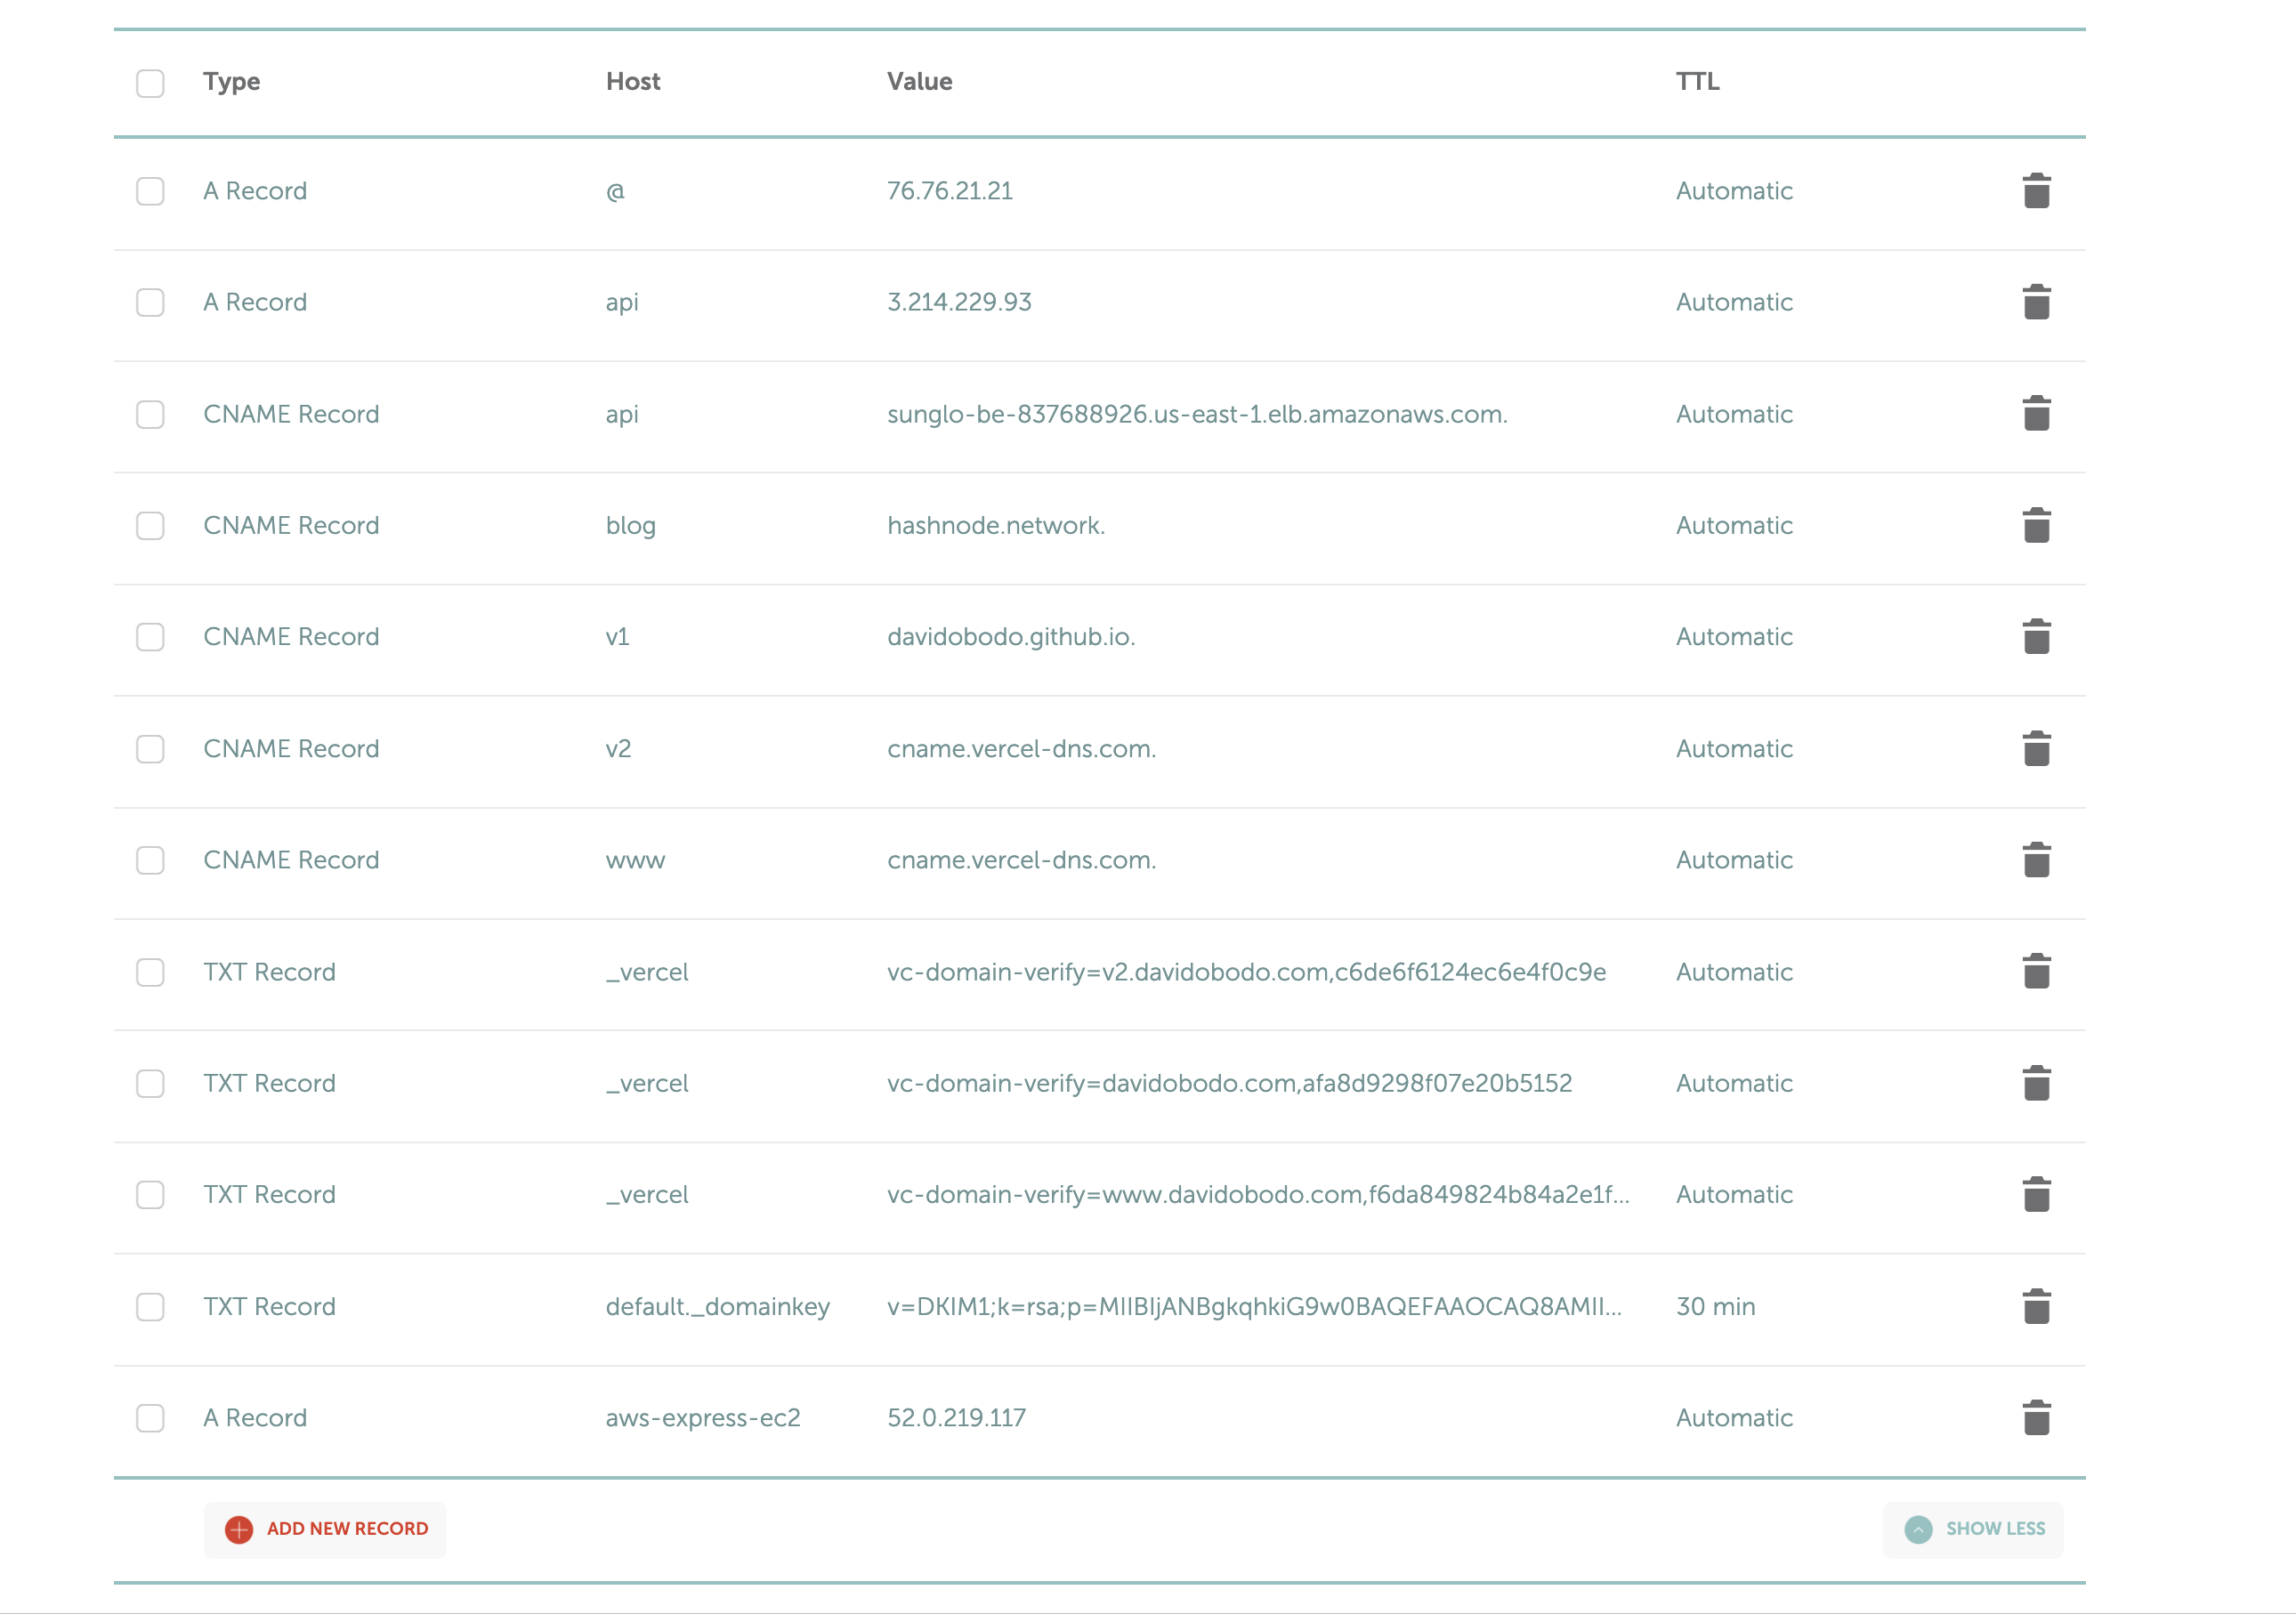 Type Host Value TTL
A Record @ 76.76.21.21 Automatic
A Record api 3.214.229.93 Automatic
CNAME Record api sunglo-be-837688926.us-east-1.elb.amazonaws.com. Automatic
CNAME Record blog hashnode.network. Automatic
CNAME Record v1 davidobodo.github.io. Automatic
CNAME Record v2 cname.vercel-dns.com. Automatic
CNAME Record www cname.vercel-dns.com. Automatic
TXT Record _vercel vc-domain-verify=v2.davidobodo.com,c6de6f6124ec6e4f0c9e Automatic
TXT Record _vercel vc-domain-verify=davidobodo.com,afa8d9298f07e20b5152 Automatic
TXT Record _vercel vc-domain-verify=www.davidobodo.com,f6da849824b84a2e1f... Automatic
TXT Record default._domainkey v=DKIM1;k=rsa;p=MIIBIjANBgkqhkiG9w0BAQEFAAOCAQ8AMII... 30 min
A Record aws-express-ec2 52.0.219.117 Automatic
ADD NEW RECORD SHOW LESS